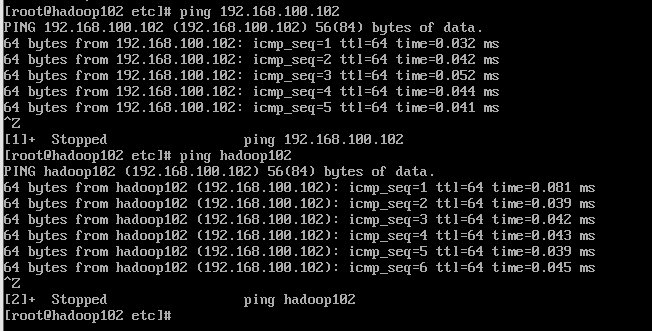 [root@hadoop102 etc]# ping 192.168.100.102
PING 192.168.100.102 (192.168.100.102) 56(84) bytes of data.
64 bytes from 192.168.100.102: icmp_seq=1 ttl=64 time=0.032 ms
64 bytes from 192.168.100.102: icmp_seq=2 ttl=64 time=0.042 ms
64 bytes from 192.168.100.102: icmp_seq=3 ttl=64 time=0.052 ms
64 bytes from 192.168.100.102: icmp_seq=4 ttl=64 time=0.044 ms
64 bytes from 192.168.100.102: icmp_seq=5 ttl=64 time=0.041 ms
^Z
[1]+  Stopped                 ping 192.168.100.102
[root@hadoop102 etc]# ping hadoop102
PING hadoop102 (192.168.100.102) 56(84) bytes of data.
64 bytes from hadoop102 (192.168.100.102): icmp_seq=1 ttl=64 time=0.081 ms
64 bytes from hadoop102 (192.168.100.102): icmp_seq=2 ttl=64 time=0.039 ms
64 bytes from hadoop102 (192.168.100.102): icmp_seq=3 ttl=64 time=0.042 ms
64 bytes from hadoop102 (192.168.100.102): icmp_seq=4 ttl=64 time=0.043 ms
64 bytes from hadoop102 (192.168.100.102): icmp_seq=5 ttl=64 time=0.039 ms
64 bytes from hadoop102 (192.168.100.102): icmp_seq=6 ttl=64 time=0.045 ms
^Z
[2]+  Stopped                 ping hadoop102
[root@hadoop102 etc]#